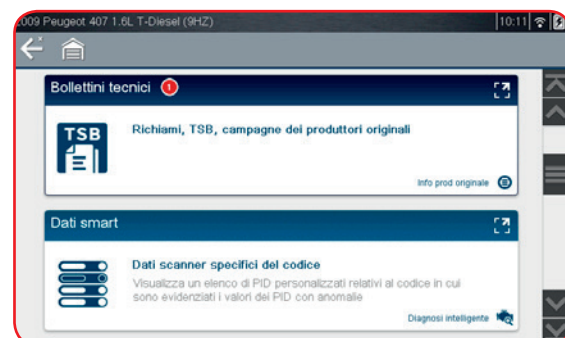 2009 Peugeot 407 1.6L T-Diesel (9HZ) 10:11
Bollettini tecnici 1
TSB
Richiami, TSB, campagne dei produttori originali
Info prod originale
Dati smart
Dati scanner specifici del codice
Visualizza un elenco di PID personalizzati relativi al codice in cui
sono evidenziati i valori dei PID con anomalie
Diagnosi intelligente